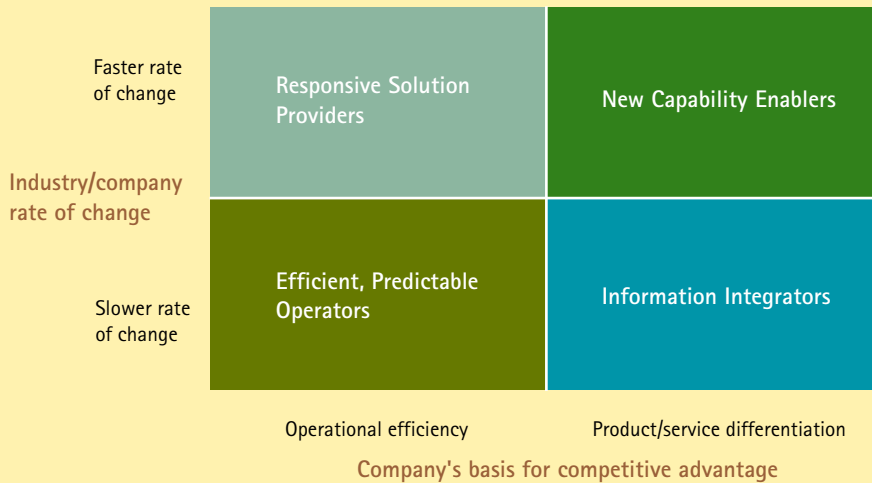 Faster rate
of change
Responsive Solution
Providers
New Capability Enablers
Industry/company
rate of change
Slower rate
of change
Efficient, Predictable
Operators
Information Integrators
Operational efficiency
Product/service differentiation
Company's basis for competitive advantage